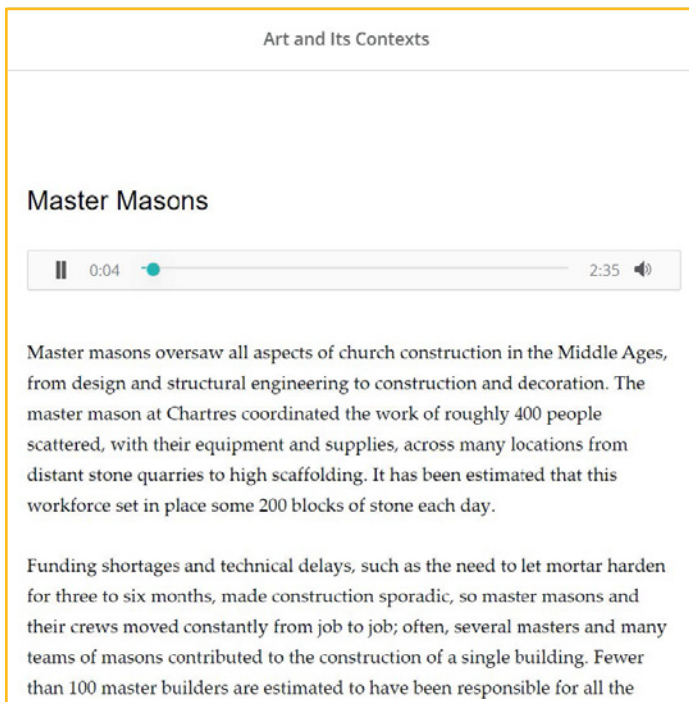 Art and Its Contexts
Master Masons
0:04 2:35
Master masons oversaw all aspects of church construction in the Middle Ages,
from design and structural engineering to construction and decoration. The
master mason at Chartres coordinated the work of roughly 400 people
scattered, with their equipment and supplies, across many locations from
distant stone quarries to high scaffolding. It has been estimated that this
workforce set in place some 200 blocks of stone each day.
Funding shortages and technical delays, such as the need to let mortar harden
for three to six months, made construction sporadic, so master masons and
their crews moved constantly from job to job; often, several masters and many
teams of masons contributed to the construction of a single building. Fewer
than 100 master builders are estimated to have been responsible for all the